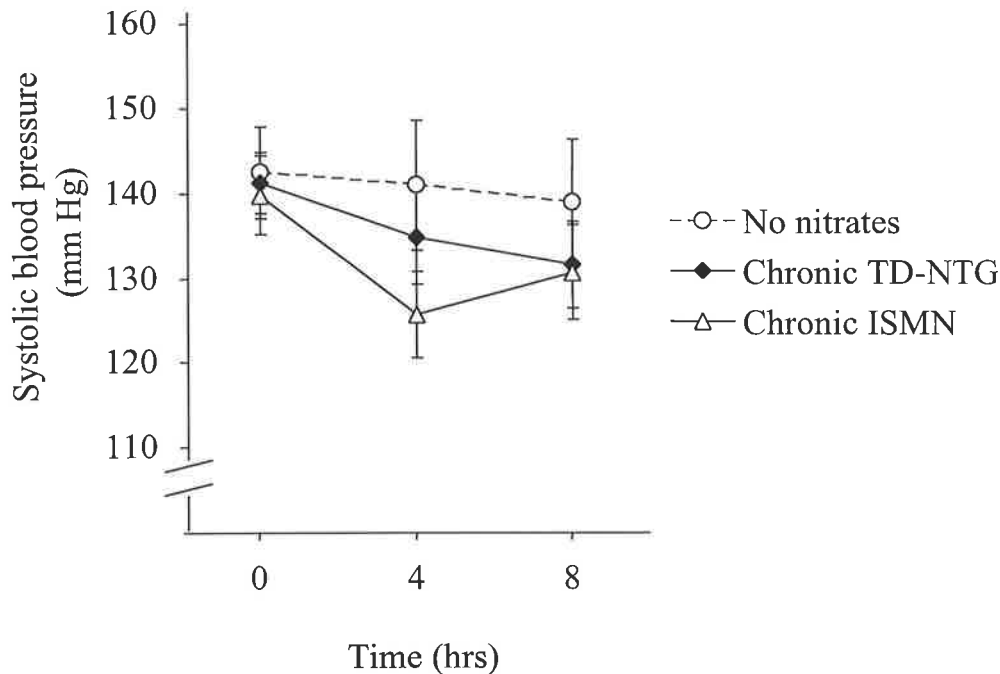 Systolic blood pressure
(mm Hg)
160
150
140
130
120
110
0
4
8
Time (hrs)
No nitrates
Chronic TD-NTG
Chronic ISMN